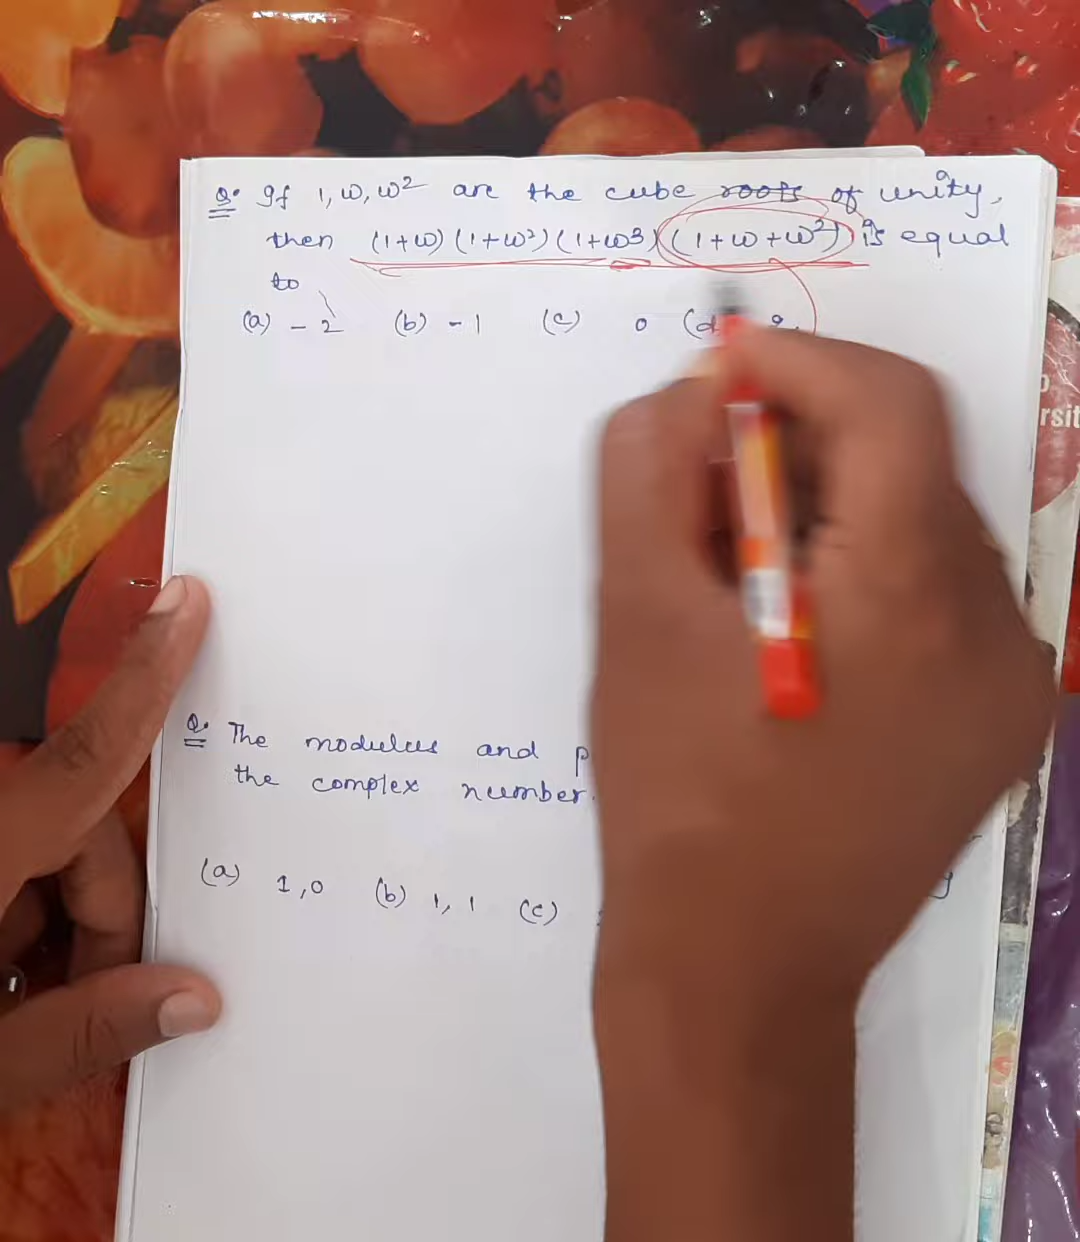 Q. If 1, ω, ω² are the cube roots of unity,
then (1+ω)(1+ω²)(1+ω3)(1+ω+ω²) is equal
to
(a) -2 (b) -1 (c) 0 (d
Q. The modulus and
the complex number.
(a) 1,0 (b) 1, 1 (c)